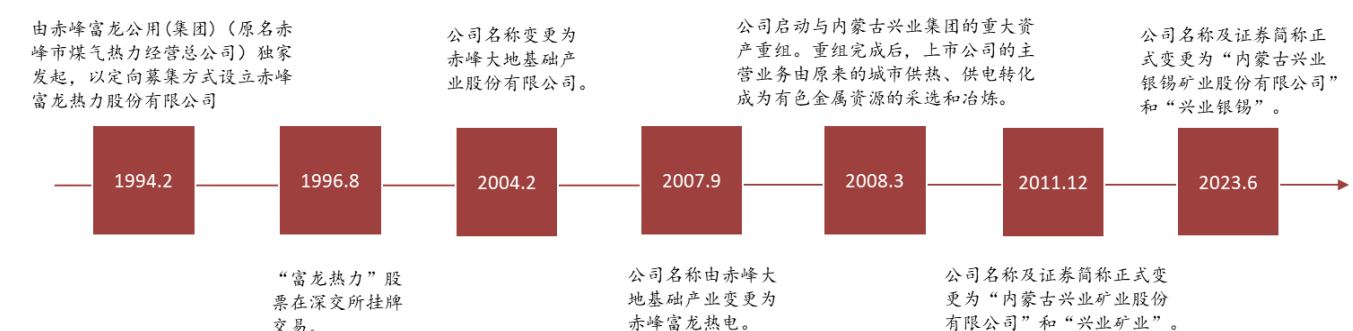 由赤峰富龙公用(集团)（原名赤
峰市煤气热力经营总公司）独家
发起，以定向募集方式设立赤峰
富龙热力股份有限公司
公司名称变更为
赤峰大地基础产
业股份有限公司。
公司启动与内蒙古兴业集团的重大资
产重组。重组完成后，上市公司的主
营业务由原来的城市供热、供电转化
成为有色金属资源的采选和冶炼。
公司名称及证券简称正
式变更为“内蒙古兴业
银锡矿业股份有限公司”
和“兴业银锡”。
1994.2
1996.8
2004.2
2007.9
2008.3
2011.12
2023.6
“富龙热力”股
票在深交所挂牌
交易。
公司名称由赤峰大
地基础产业变更为
赤峰富龙热电。
公司名称及证券简称正式变
更为“内蒙古兴业矿业股份
有限公司”和“兴业矿业”。